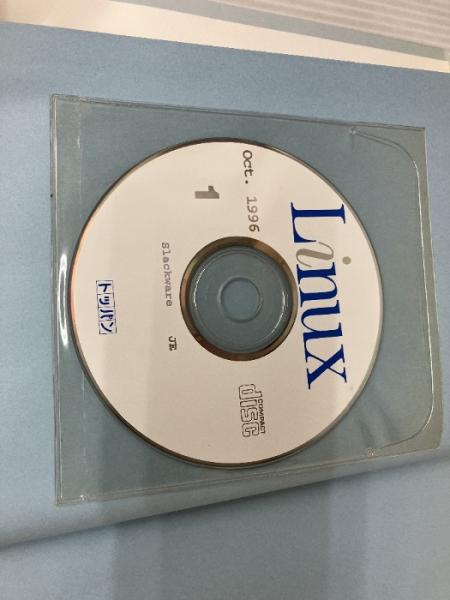 Linux
Oct. 1996
1
Slackware JE
トッパン
COMPACT
disc